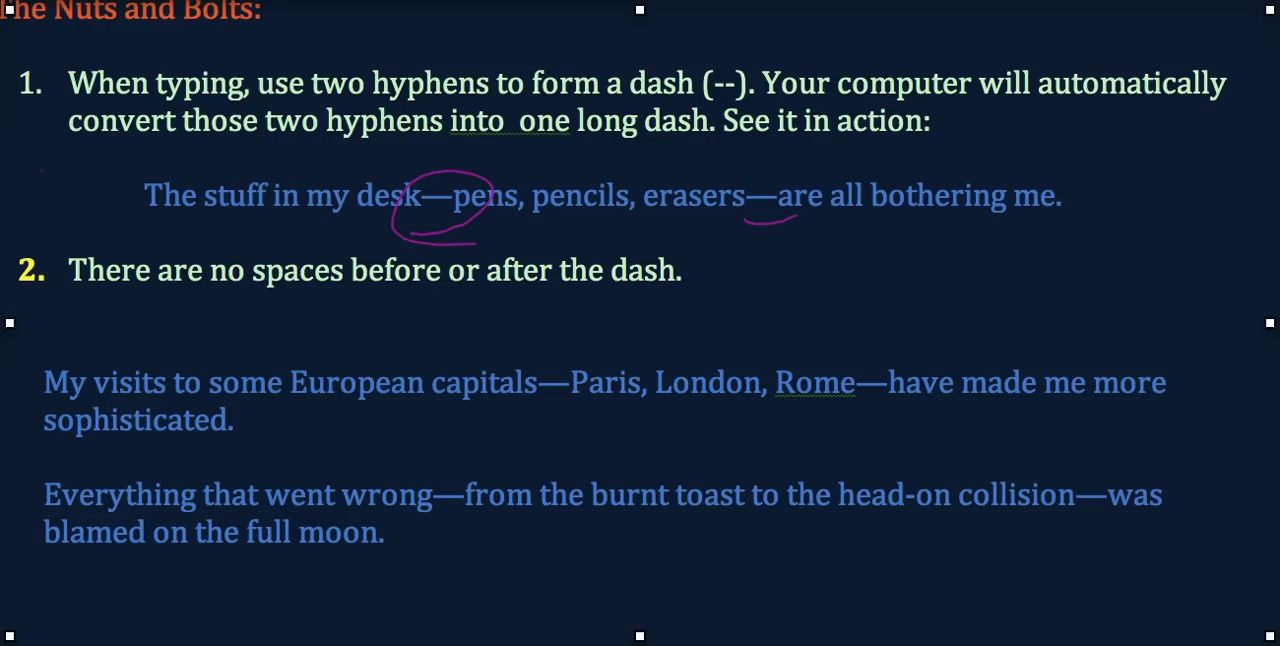 The Nuts and Bolts:
1. When typing, use two hyphens to form a dash (--). Your computer will automatically
convert those two hyphens into  one long dash. See it in action:
The stuff in my desk—pens, pencils, erasers—are all bothering me.
2. There are no spaces before or after the dash.
My visits to some European capitals—Paris, London, Rome—have made me more
sophisticated.
Everything that went wrong—from the burnt toast to the head-on collision—was
blamed on the full moon.